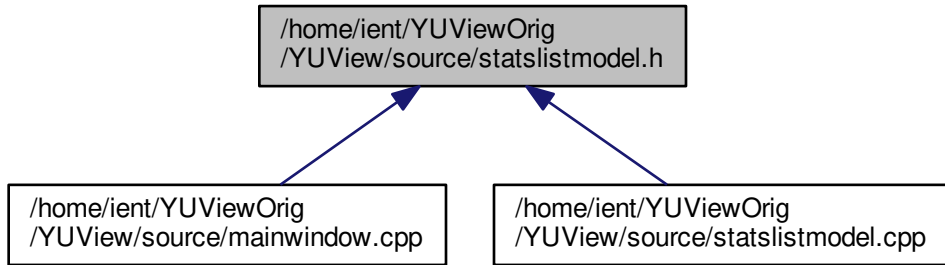 /home/ient/YUViewOrig
/YUView/source/statslistmodel.h
/home/ient/YUViewOrig
/YUView/source/mainwindow.cpp
/home/ient/YUViewOrig
/YUView/source/statslistmodel.cpp